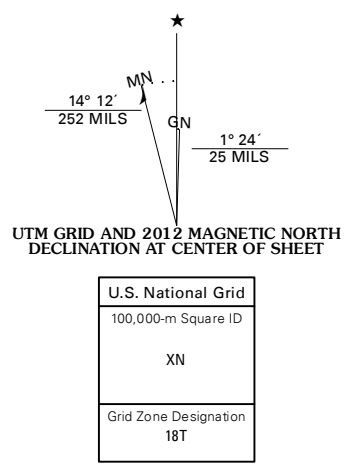 ★
MN
14° 12´
252 MILS
GN
1° 24´
25 MILS
UTM GRID AND 2012 MAGNETIC NORTH
DECLINATION AT CENTER OF SHEET
U.S. National Grid
100,000-m Square ID
XN
Grid Zone Designation
18T